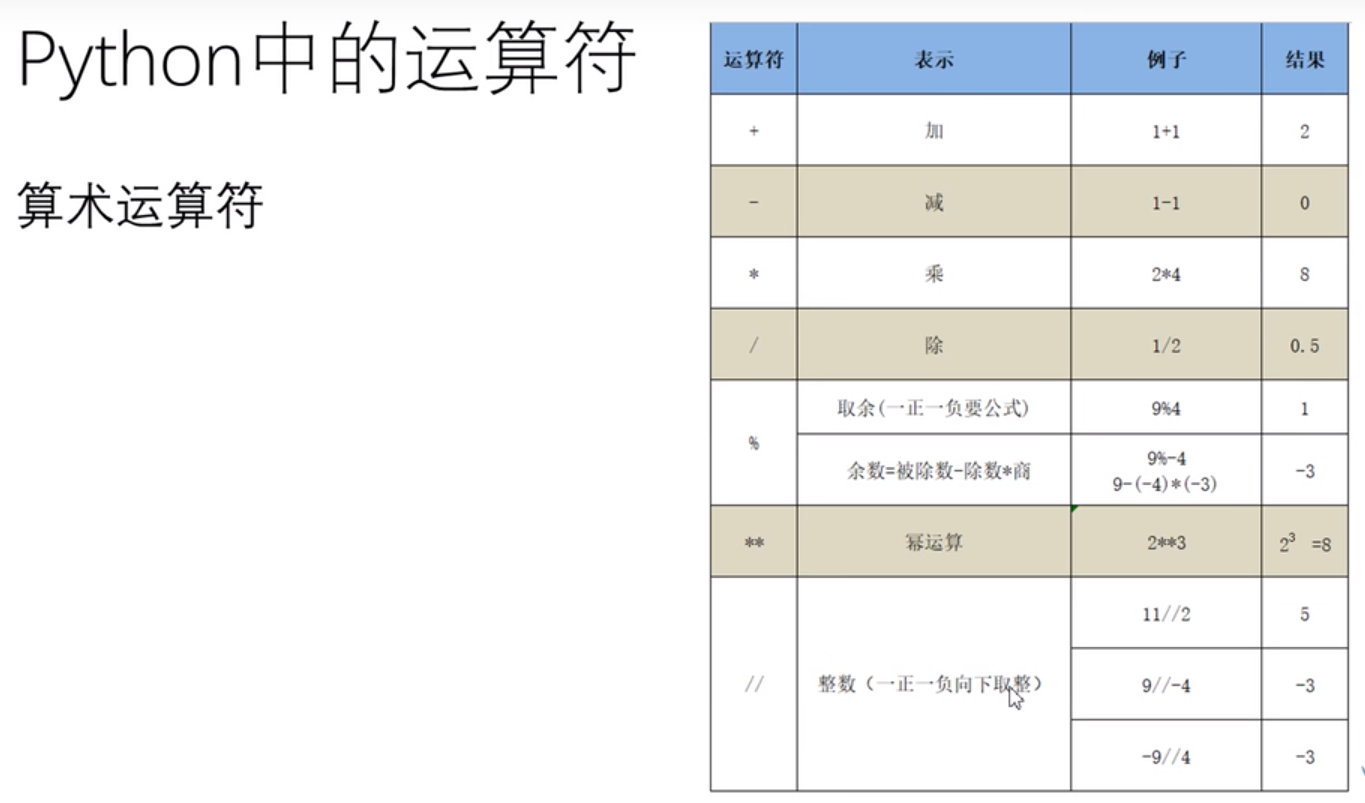 Python中的运算符
算术运算符
运算符 表示 例子 结果
+ 加 1+1 2
- 减 1-1 0
* 乘 2*4 8
/ 除 1/2 0.5
% 取余(一正一负要公式) 9%4 1
余数=被除数-除数*商 9%-4 -3
9-(-4)*(-3)
** 幂运算 2**3 2³ =8
// 整数（一正一负向下取整） 11//2 5
9//-4 -3
-9//4 -3